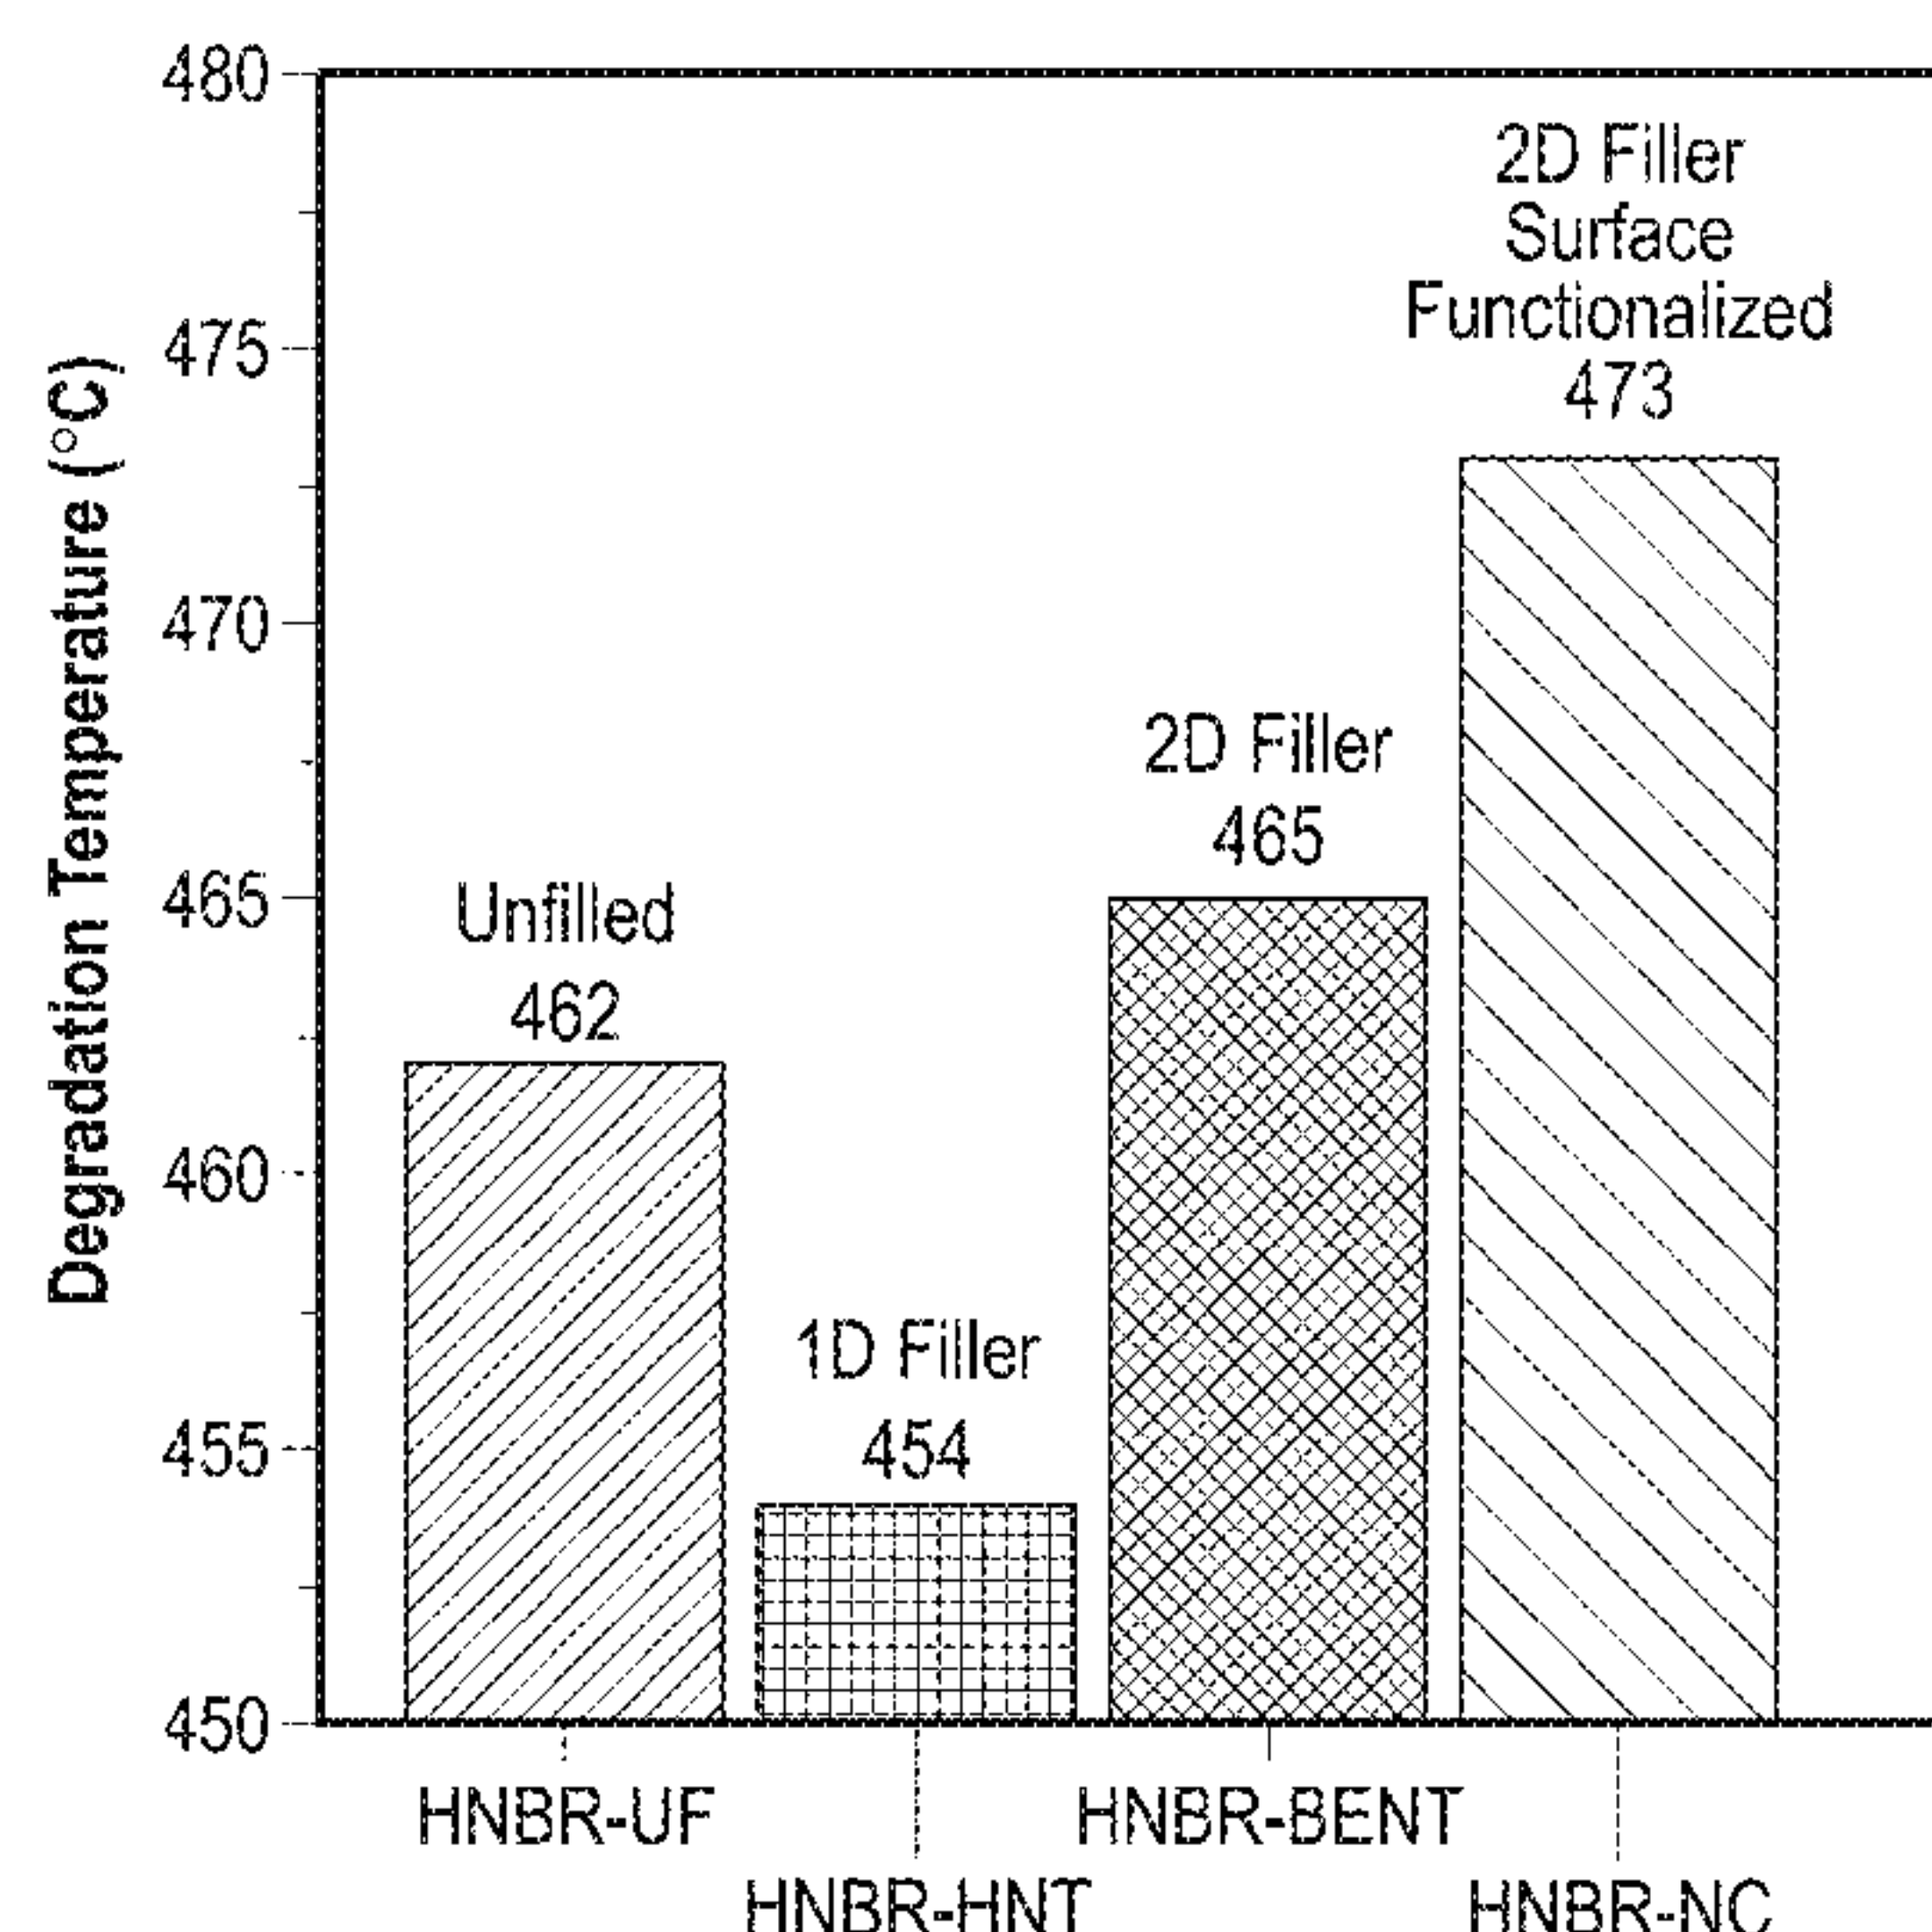 Degradation Temperature (°C)
480
475
470
465
460
455
450
Unfilled
462
1D Filler
454
2D Filler
465
2D Filler
Surface
Functionalized
473
HNBR-UF
HNBR-HNT
HNBR-BENT
HNBR-NC